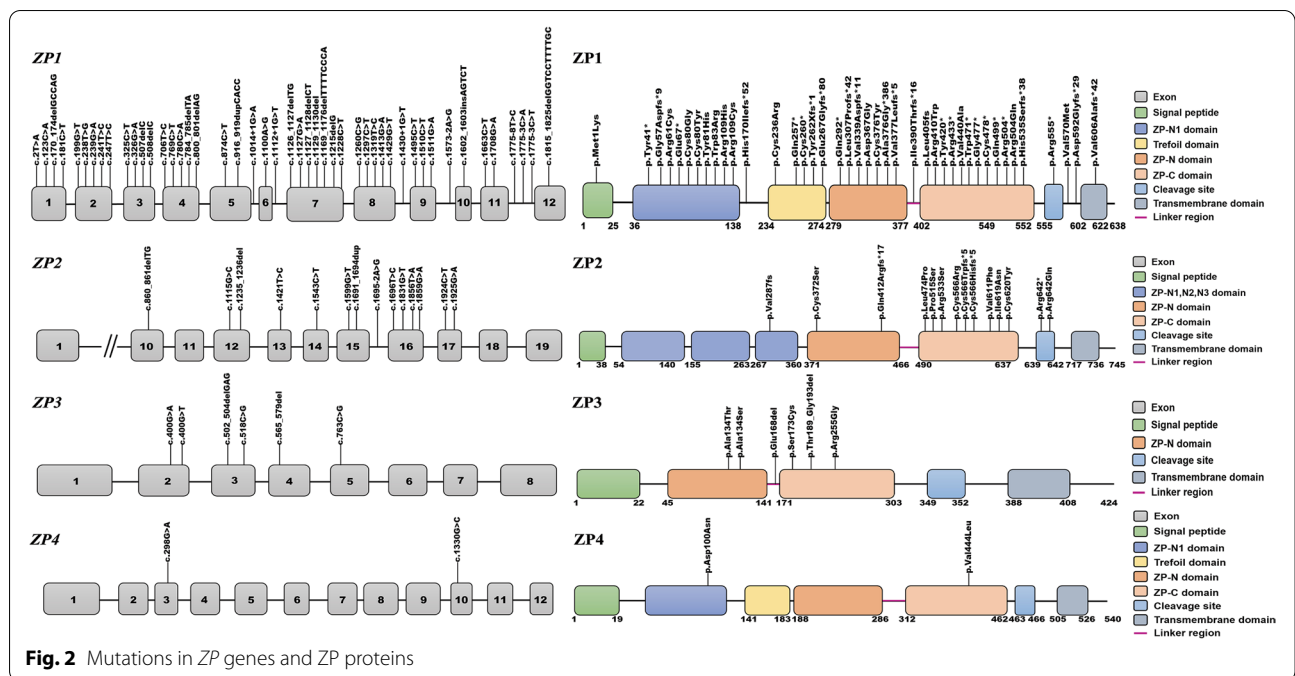 ZP1
c.2T>A
c.123G>A
c.170_174delGCCAG
c.181C>T
c.199G>T
c.238T>G
c.239G>A
c.241T>C
c.247T>C
c.325C>T
c.326G>A
c.507delC
c.508delC
c.706T>C
c.769C>T
c.780C>A
c.784_785delTA
c.800_801delAG
c.874C>T
c.916_919dupCACC
c.1014+1G>A
c.1100A>G
c.1112+1G>T
c.1126_1127delTG
c.1127G>A
c.1127_1128delCT
c.1129_1130del
c.1169_1176delTTTTCCCA
c.1215delG
c.1228C>T
c.1260C>G
c.1297C>T
c.1319T>C
c.1413G>A
c.1429G>T
c.1430+1G>T
c.1495C>T
c.1510C>T
c.1511G>A
c.1573-2A>G
c.1602_1603insAGTCT
c.1663C>T
c.1708G>A
c.1775-8T>C
c.1775-3C>A
c.1775-3C>T
c.1815_1825delGGTCCTTTTGC
1 2 3 4 5 6 7 8 9 10 11 12
ZP1
p.Met1Lys
p.Tyr41*
p.Gly57Aspfs*9
p.Arg61Cys
p.Glu67*
p.Cys80Gly
p.Cys80Tyr
p.Tyr81His
p.Trp83Arg
p.Arg109His
p.Arg109Cys
p.His170Ilefs*52
p.Cys236Arg
p.Gln257*
p.Cys260*
p.Tyr262Xfs*1
p.Glu267Glyfs*80
p.Gln292*
p.Leu307Profs*42
p.Val339Aspfs*11
p.Asp367Gly
p.Cys376Tyr
p.Ala376Gly*386
p.Val377Leufs*5
p.Ile390Thrfs*16
p.Leu405fs
p.Arg410Trp
p.Tyr420*
p.Arg433*
p.Val440Ala
p.Trp471*
p.Gly477*
p.Cys478*
p.Gln499*
p.Arg504*
p.Arg504Gln
p.His535Serfs*38
p.Arg555*
p.Val570Met
p.Asp592Glyfs*29
p.Val606Alafs*42
1 25 36 138 234 274 279 377 402 549 552 555 602 622 638
Exon
Signal peptide
ZP-N1 domain
Trefoil domain
ZP-N domain
ZP-C domain
Cleavage site
Transmembrane domain
Linker region
ZP2
c.860_861delTG
c.1115G>C
c.1235_1236del
c.1421T>C
c.1543C>T
c.1599G>T
c.1691_1694dup
c.1695-2A>G
c.1696T>C
c.1831G>T
c.1856T>A
c.1859G>A
c.1924C>T
c.1925G>A
1 // 10 11 12 13 14 15 16 17 18 19
ZP2
p.Val287fs
p.Cys372Ser
p.Gln412Argfs*17
p.Leu474Pro
p.Pro515Ser
p.Arg533Ser
p.Cys566Arg
p.Cys566Trpfs*5
p.Cys566Hisfs*5
p.Val611Phe
p.Ile619Asn
p.Cys620Tyr
p.Arg642*
p.Arg642Gln
1 38 54 140 155 263 267 360 371 466 490 637 639 642 717 736 745
Exon
Signal peptide
ZP-N1,N2,N3 domain
ZP-N domain
ZP-C domain
Cleavage site
Transmembrane domain
Linker region
ZP3
c.400G>A
c.400G>T
c.502_504delGAG
c.518C>G
c.565_579del
c.763C>G
1 2 3 4 5 6 7 8
ZP3
p.Ala134Thr
p.Ala134Ser
p.Glu168del
p.Ser173Cys
p.Thr189_Gly193del
p.Arg255Gly
1 22 45 141 171 303 349 352 388 408 424
Exon
Signal peptide
ZP-N domain
Cleavage site
Transmembrane domain
Linker region
ZP4
c.298G>A
c.1330G>C
1 2 3 4 5 6 7 8 9 10 11 12
ZP4
p.Asp100Asn
p.Val444Leu
1 19 141 183 188 286 312 462 463 466 505 526 540
Exon
Signal peptide
ZP-N1 domain
Trefoil domain
ZP-N domain
ZP-C domain
Cleavage site
Transmembrane domain
Linker region
Fig. 2 Mutations in ZP genes and ZP proteins